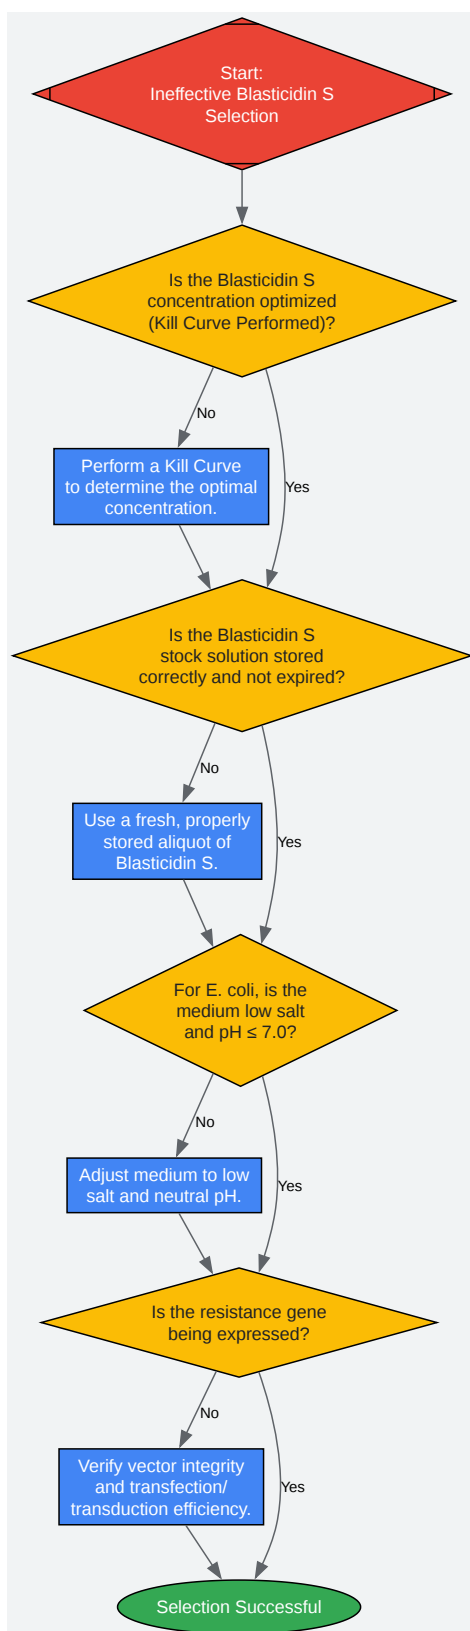 Start:
Ineffective Blasticidin S
Selection
Is the Blasticidin S
concentration optimized
(Kill Curve Performed)?
No
Yes
Perform a Kill Curve
to determine the optimal
concentration.
Is the Blasticidin S
stock solution stored
correctly and not expired?
No
Yes
Use a fresh, properly
stored aliquot of
Blasticidin S.
For E. coli, is the
medium low salt
and pH ≤ 7.0?
No
Yes
Adjust medium to low
salt and neutral pH.
Is the resistance gene
being expressed?
No
Yes
Verify vector integrity
and transfection/
transduction efficiency.
Selection Successful